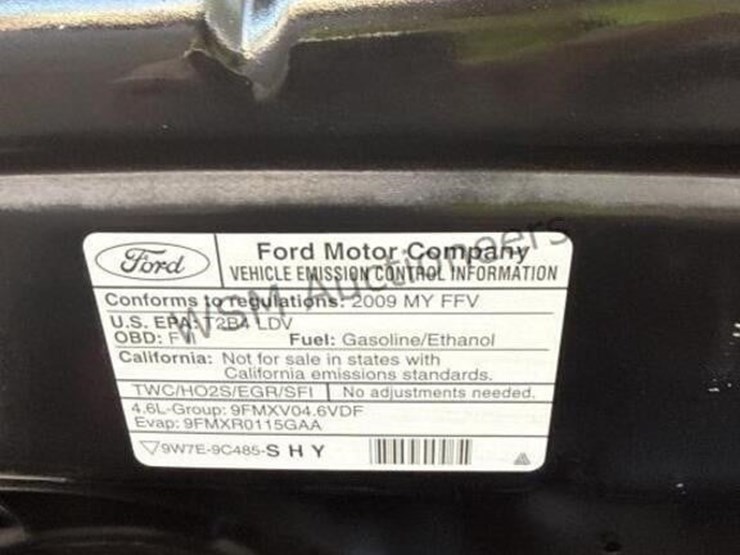 Ford
Ford Motor Company
VEHICLE EMISSION CONTROL INFORMATION
Conforms to regulations: 2009 MY FFV
U.S. EPA: T2B4 LDV
OBD: F
Fuel: Gasoline/Ethanol
California: Not for sale in states with
California emissions standards.
TWC/HO2S/EGR/SFI
No adjustments needed.
4.6L-Group: 9FMXV04.6VDF
Evap: 9FMXR0115GAA
9W7E-9C485-S H Y
WSM Auctioneers